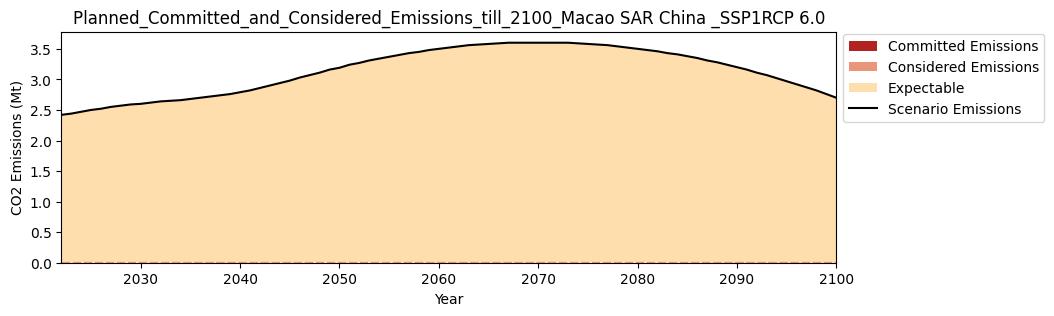 Planned_Committed_and_Considered_Emissions_till_2100_Macao SAR China _SSP1RCP 6.0
CO2 Emissions (Mt)
3.5
3.0
2.5
2.0
1.5
1.0
0.5
0.0
2030 2040 2050 2060 2070 2080 2090 2100
Year
Committed Emissions
Considered Emissions
Expectable
Scenario Emissions